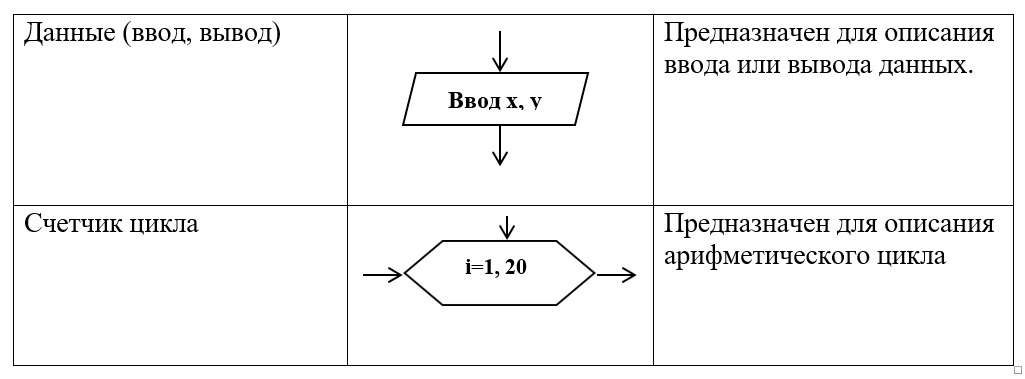 Данные (ввод, вывод)
Ввод x, y
Предназначен для описания
ввода или вывода данных.
Счетчик цикла
i=1, 20
Предназначен для описания
арифметического цикла